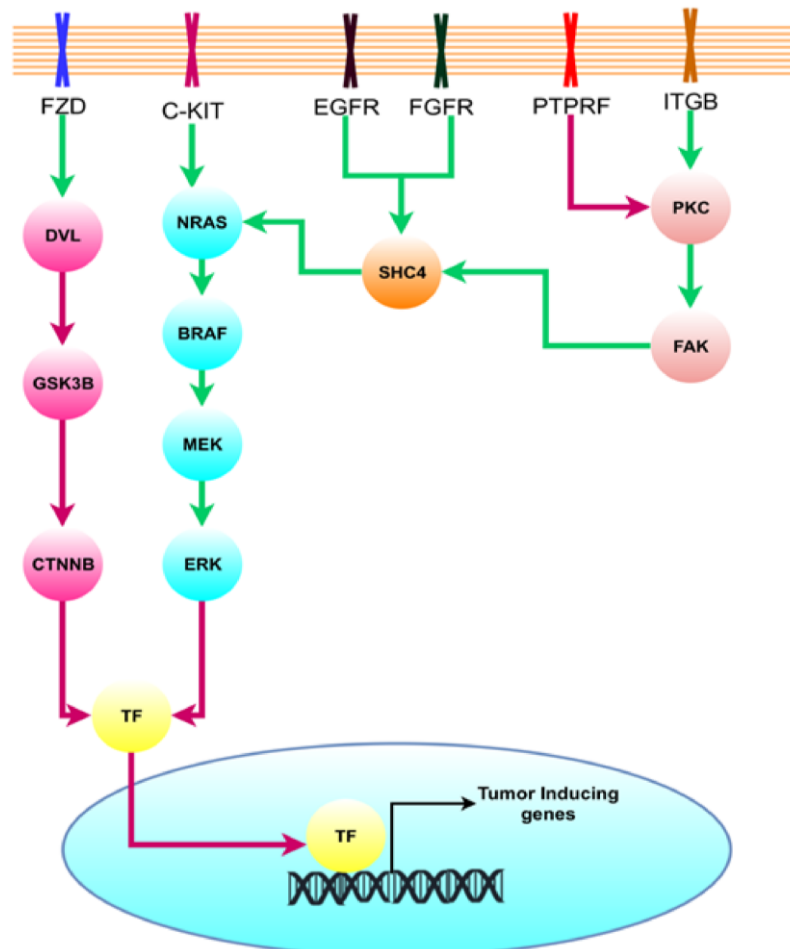 FZD
C-KIT
EGFR
FGFR
PTPRF
ITGB
DVL
NRAS
PKC
SHC4
BRAF
FAK
GSK3B
MEK
CTNNB
ERK
TF
TF
Tumor Inducing
genes